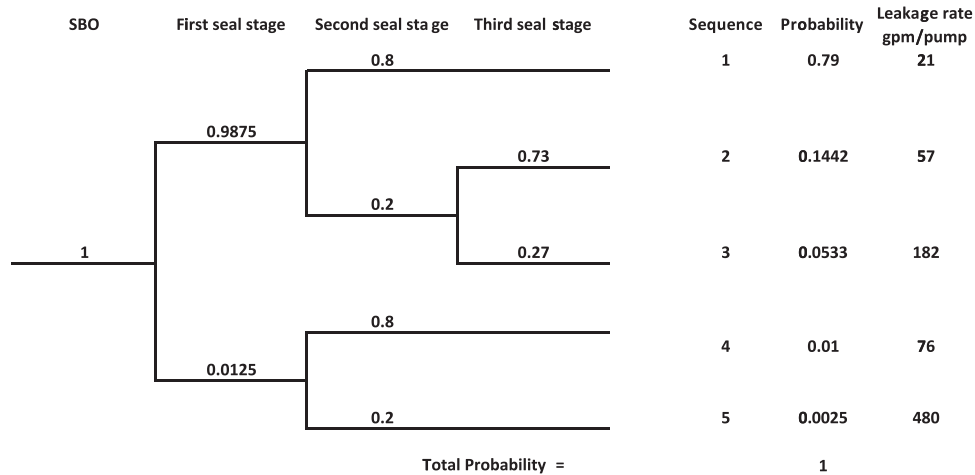 SBO First seal stage Second seal stage Third seal stage Sequence Probability Leakage rate gpm/pump
0.8 1 0.79 21
0.9875
0.73 2 0.1442 57
0.2
1 0.27 3 0.0533 182
0.8 4 0.01 76
0.0125
0.2 5 0.0025 480
Total Probability = 1